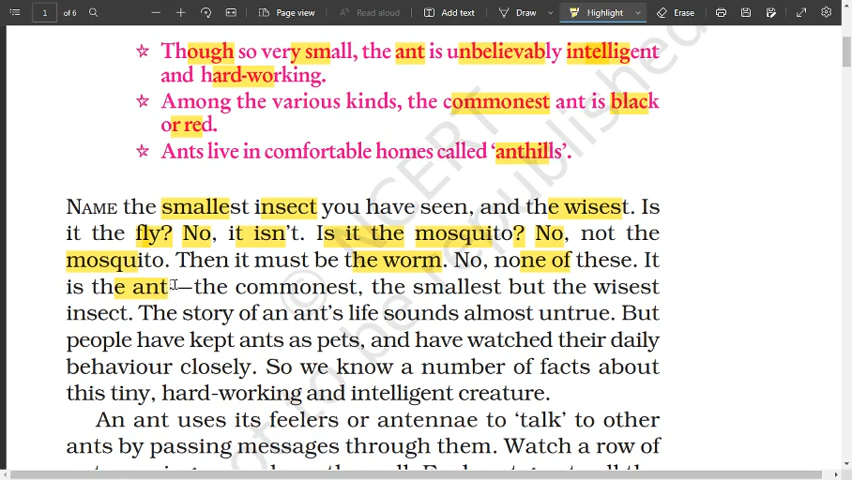 1 of 6 Page view Read aloud Add text Draw Highlight Erase
☆ Though so very small, the ant is unbelievably intelligent
and hard-working.
☆ Among the various kinds, the commonest ant is black
or red.
☆ Ants live in comfortable homes called ‘anthills’.
NAME the smallest insect you have seen, and the wisest. Is
it the fly? No, it isn’t. Is it the mosquito? No, not the
mosquito. Then it must be the worm. No, none of these. It
is the ant—the commonest, the smallest but the wisest
insect. The story of an ant’s life sounds almost untrue. But
people have kept ants as pets, and have watched their daily
behaviour closely. So we know a number of facts about
this tiny, hard-working and intelligent creature.
An ant uses its feelers or antennae to ‘talk’ to other
ants by passing messages through them. Watch a row of
© NCERT
not to be republished